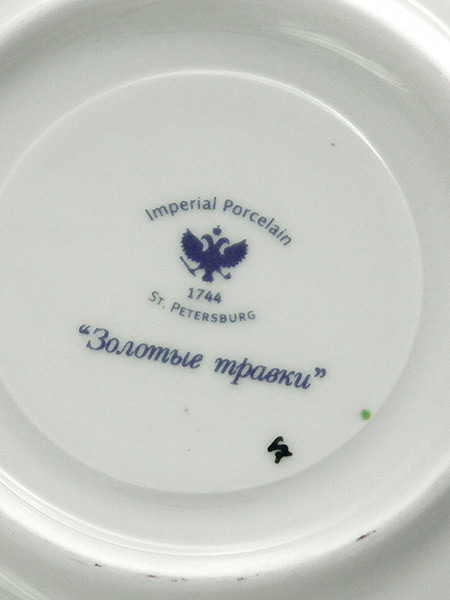 Imperial Porcelain
1744
St. Petersburg
“Золотые травки”